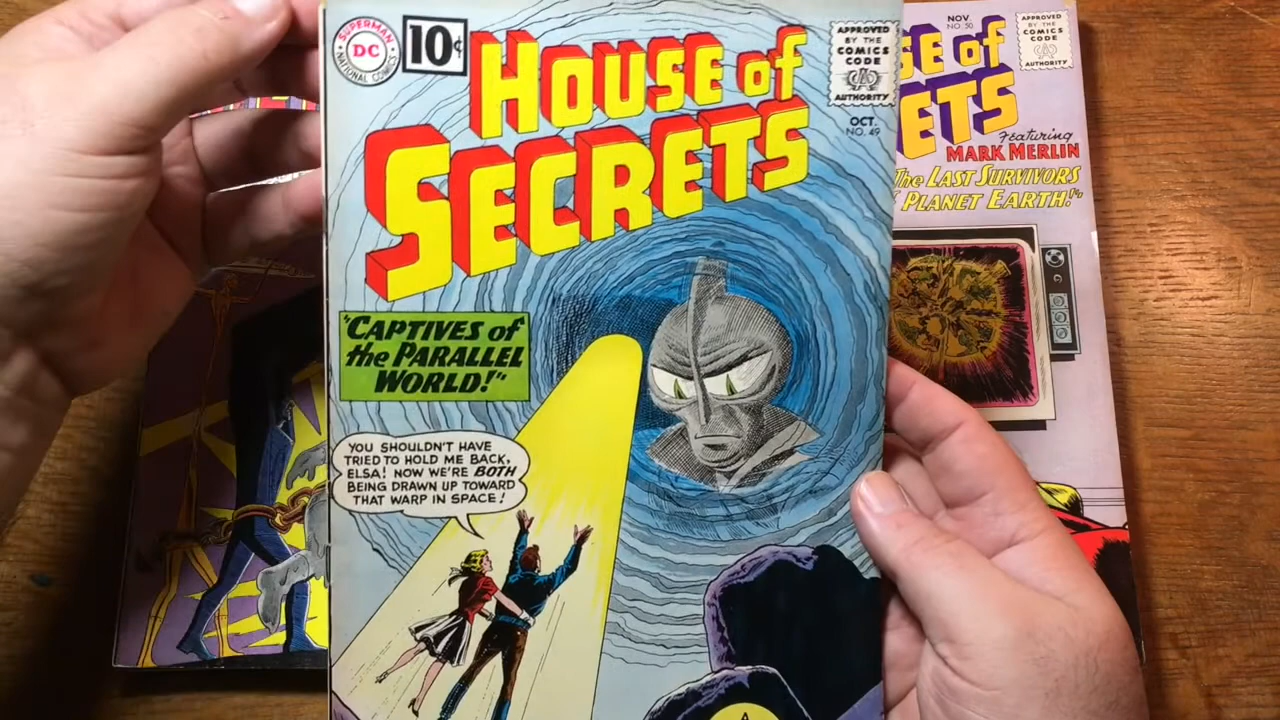 SUPERMAN
DC
NATIONAL COMICS
10¢
HOUSE of
SECRETS
APPROVED
BY THE
COMICS
CODE
CA
AUTHORITY
OCT.
NO. 49
"CAPTIVES of
the PARALLEL
WORLD!"
YOU SHOULDN'T HAVE
TRIED TO HOLD ME BACK,
ELSA! NOW WE'RE BOTH
BEING DRAWN UP TOWARD
THAT WARP IN SPACE!
A
NOV.
NO. 50
APPROVED
BY THE
COMICS
CODE
CA
AUTHORITY
SE of
ETS
Featuring
MARK MERLIN
The LAST SURVIVORS
PLANET EARTH!"